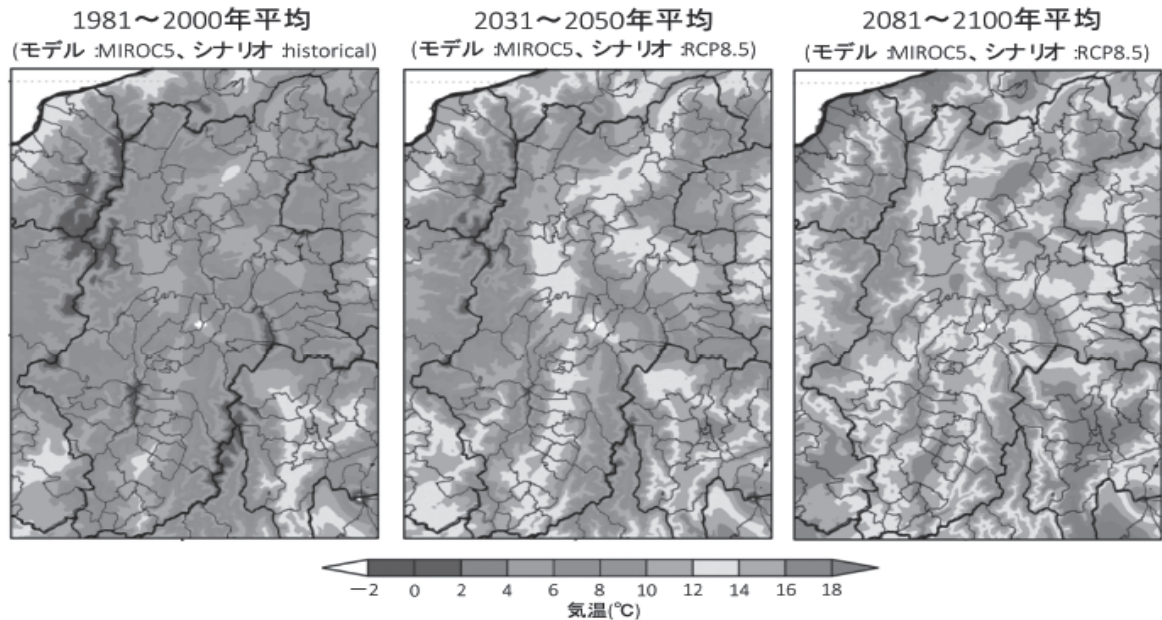 1981～2000年平均
(モデル :MIROC5、シナリオ :historical)
2031～2050年平均
(モデル :MIROC5、シナリオ :RCP8.5)
2081～2100年平均
(モデル :MIROC5、シナリオ :RCP8.5)
－2 0 2 4 6 8 10 12 14 16 18
気温(℃)